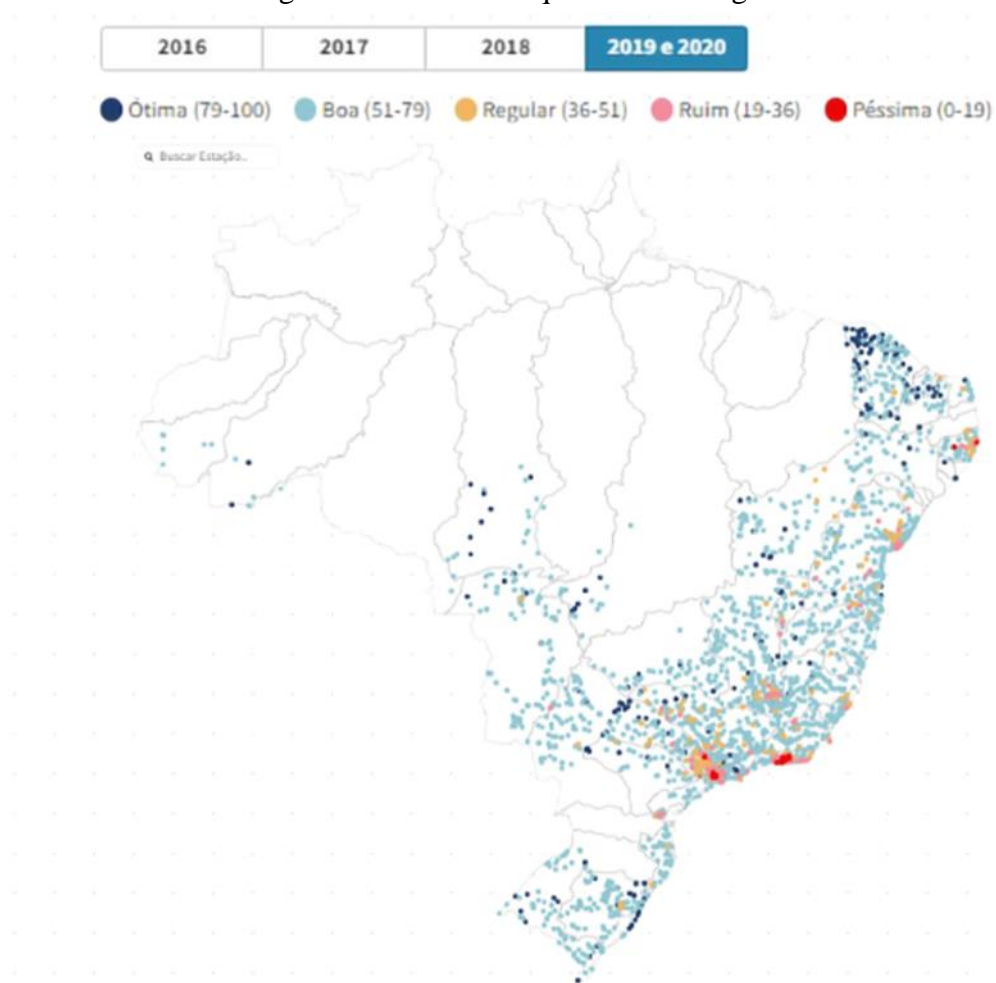 2016 2017 2018 2019 e 2020
Ótima (79-100) Boa (51-79) Regular (36-51) Ruim (19-36) Péssima (0-19)
Buscar Estação...